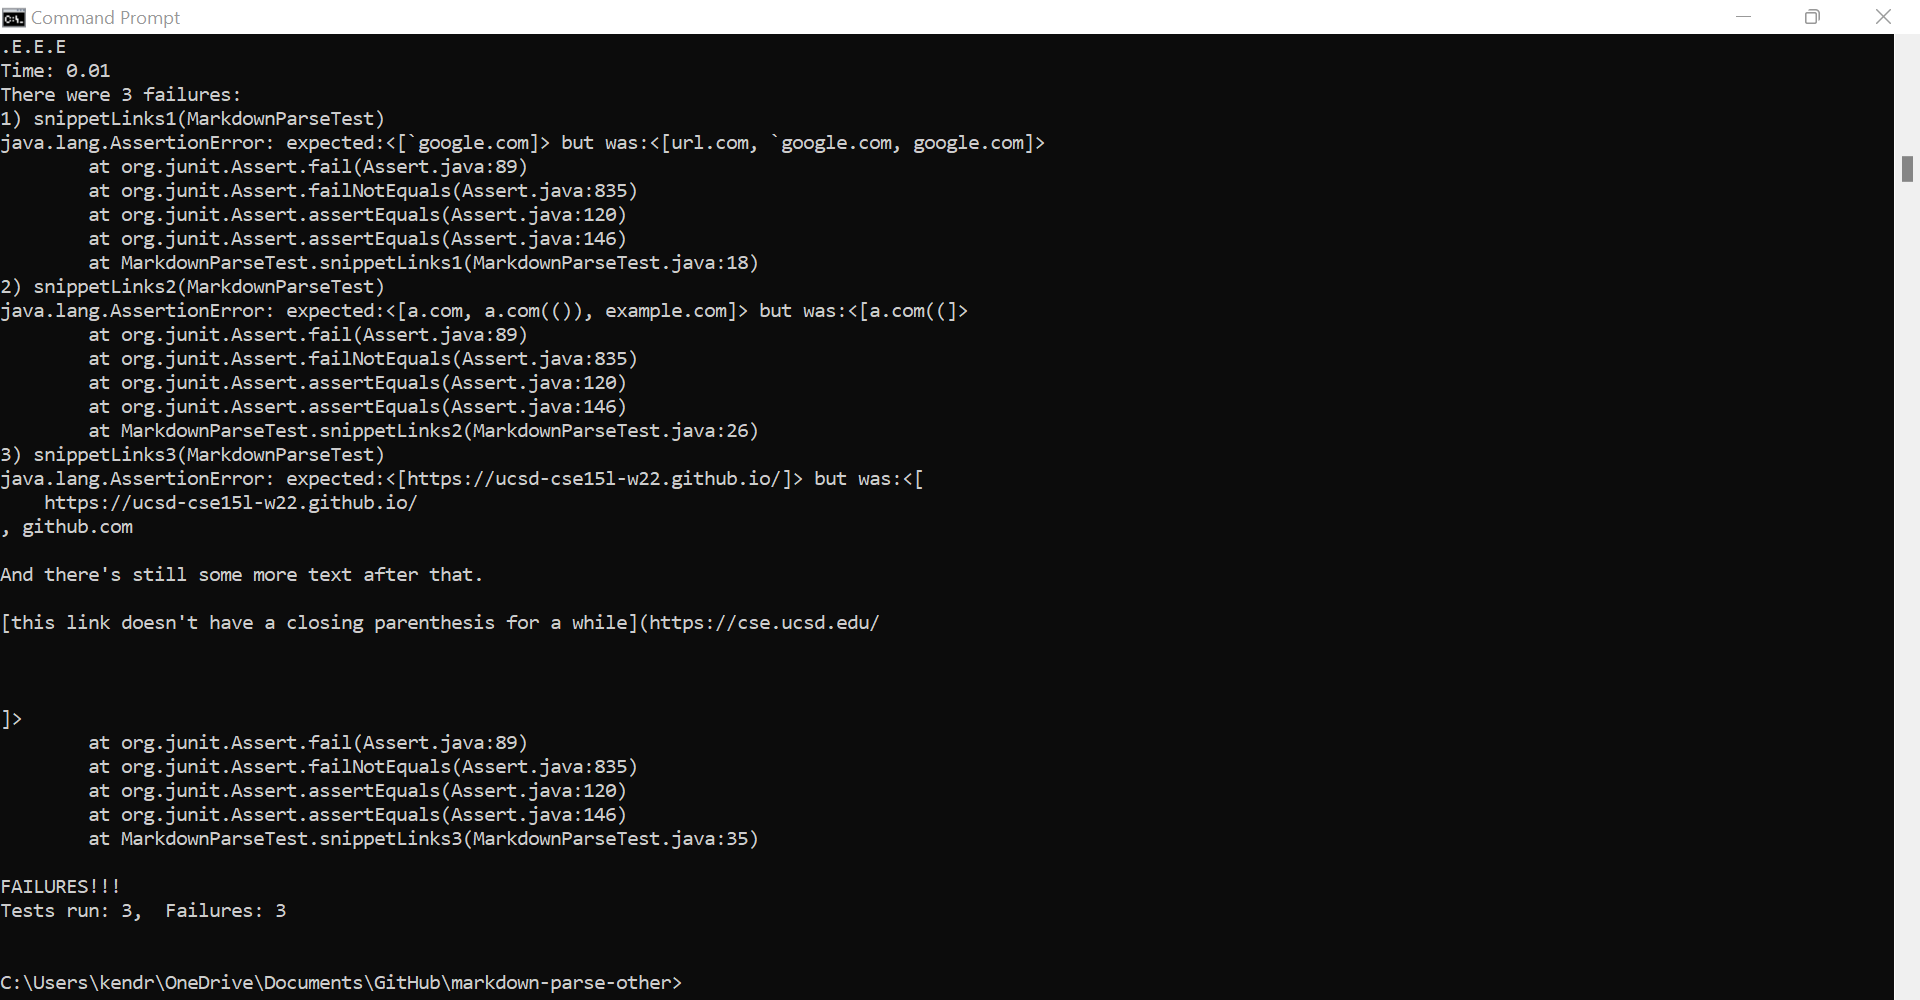 Command Prompt
.E.E.E
Time: 0.01
There were 3 failures:
1) snippetLinks1(MarkdownParseTest)
java.lang.AssertionError: expected:<[`google.com]> but was:<[url.com, `google.com, google.com]>
        at org.junit.Assert.fail(Assert.java:89)
        at org.junit.Assert.failNotEquals(Assert.java:835)
        at org.junit.Assert.assertEquals(Assert.java:120)
        at org.junit.Assert.assertEquals(Assert.java:146)
        at MarkdownParseTest.snippetLinks1(MarkdownParseTest.java:18)
2) snippetLinks2(MarkdownParseTest)
java.lang.AssertionError: expected:<[a.com, a.com(()), example.com]> but was:<[a.com((]>
        at org.junit.Assert.fail(Assert.java:89)
        at org.junit.Assert.failNotEquals(Assert.java:835)
        at org.junit.Assert.assertEquals(Assert.java:120)
        at org.junit.Assert.assertEquals(Assert.java:146)
        at MarkdownParseTest.snippetLinks2(MarkdownParseTest.java:26)
3) snippetLinks3(MarkdownParseTest)
java.lang.AssertionError: expected:<[https://ucsd-cse15l-w22.github.io/]> but was:<[
    https://ucsd-cse15l-w22.github.io/
, github.com

And there's still some more text after that.

[this link doesn't have a closing parenthesis for a while](https://cse.ucsd.edu/



]>
        at org.junit.Assert.fail(Assert.java:89)
        at org.junit.Assert.failNotEquals(Assert.java:835)
        at org.junit.Assert.assertEquals(Assert.java:120)
        at org.junit.Assert.assertEquals(Assert.java:146)
        at MarkdownParseTest.snippetLinks3(MarkdownParseTest.java:35)

FAILURES!!!
Tests run: 3,  Failures: 3


C:\Users\kendr\OneDrive\Documents\GitHub\markdown-parse-other>